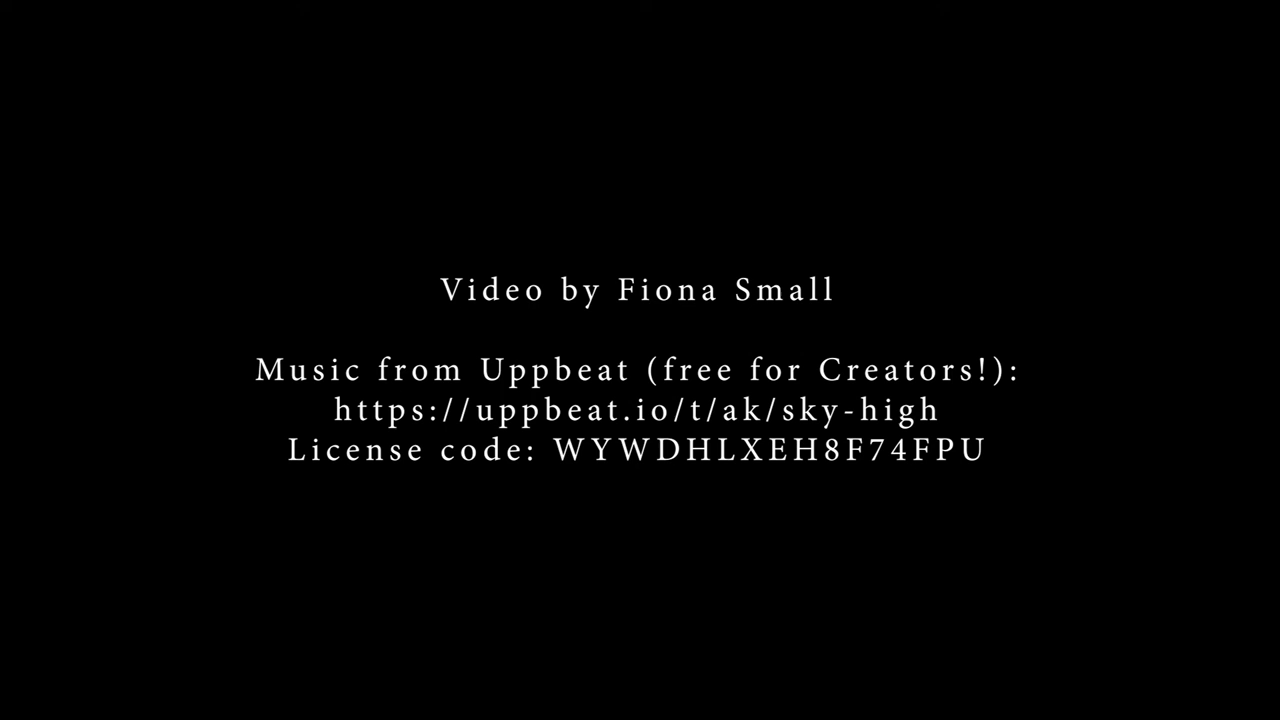 Video by Fiona Small
Music from Uppbeat (free for Creators!):
https://uppbeat.io/t/ak/sky-high
License code: WYWDHLXEH8F74FPU